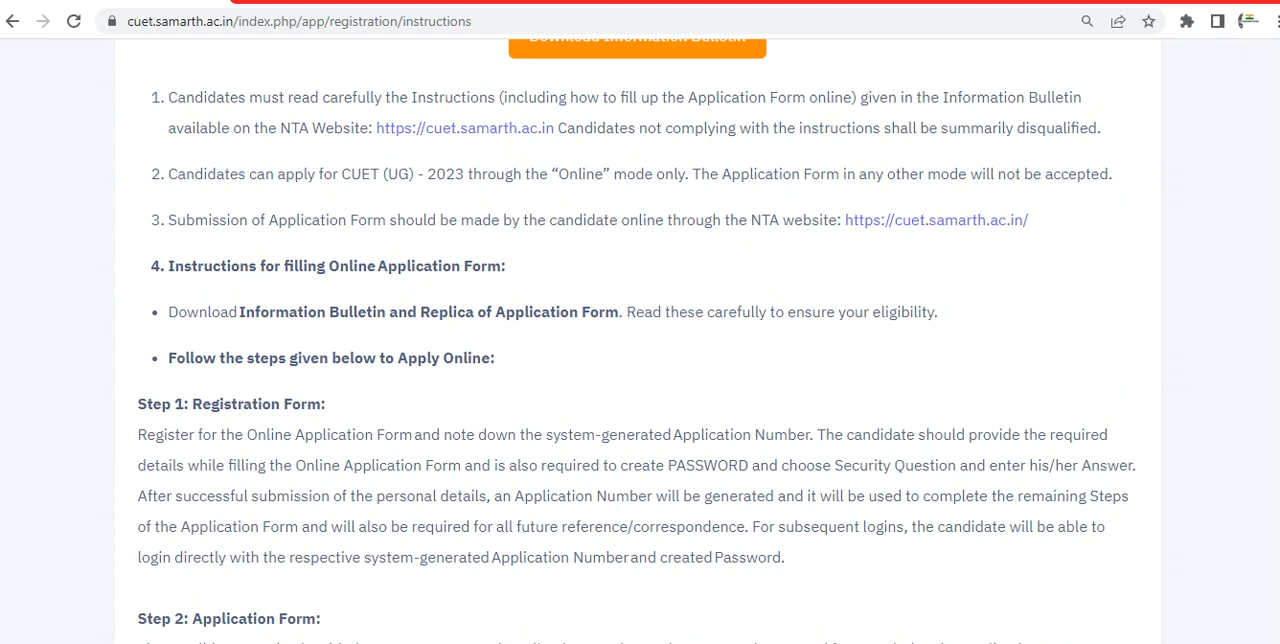 cuet.samarth.ac.in/index.php/app/registration/instructions
Download Information Bulletin
1. Candidates must read carefully the Instructions (including how to fill up the Application Form online) given in the Information Bulletin
available on the NTA Website: https://cuet.samarth.ac.in Candidates not complying with the instructions shall be summarily disqualified.
2. Candidates can apply for CUET (UG) - 2023 through the “Online” mode only. The Application Form in any other mode will not be accepted.
3. Submission of Application Form should be made by the candidate online through the NTA website: https://cuet.samarth.ac.in/
4. Instructions for filling Online Application Form:
• Download Information Bulletin and Replica of Application Form. Read these carefully to ensure your eligibility.
• Follow the steps given below to Apply Online:
Step 1: Registration Form:
Register for the Online Application Form and note down the system-generated Application Number. The candidate should provide the required
details while filling the Online Application Form and is also required to create PASSWORD and choose Security Question and enter his/her Answer.
After successful submission of the personal details, an Application Number will be generated and it will be used to complete the remaining Steps
of the Application Form and will also be required for all future reference/correspondence. For subsequent logins, the candidate will be able to
login directly with the respective system-generated Application Number and created Password.
Step 2: Application Form: